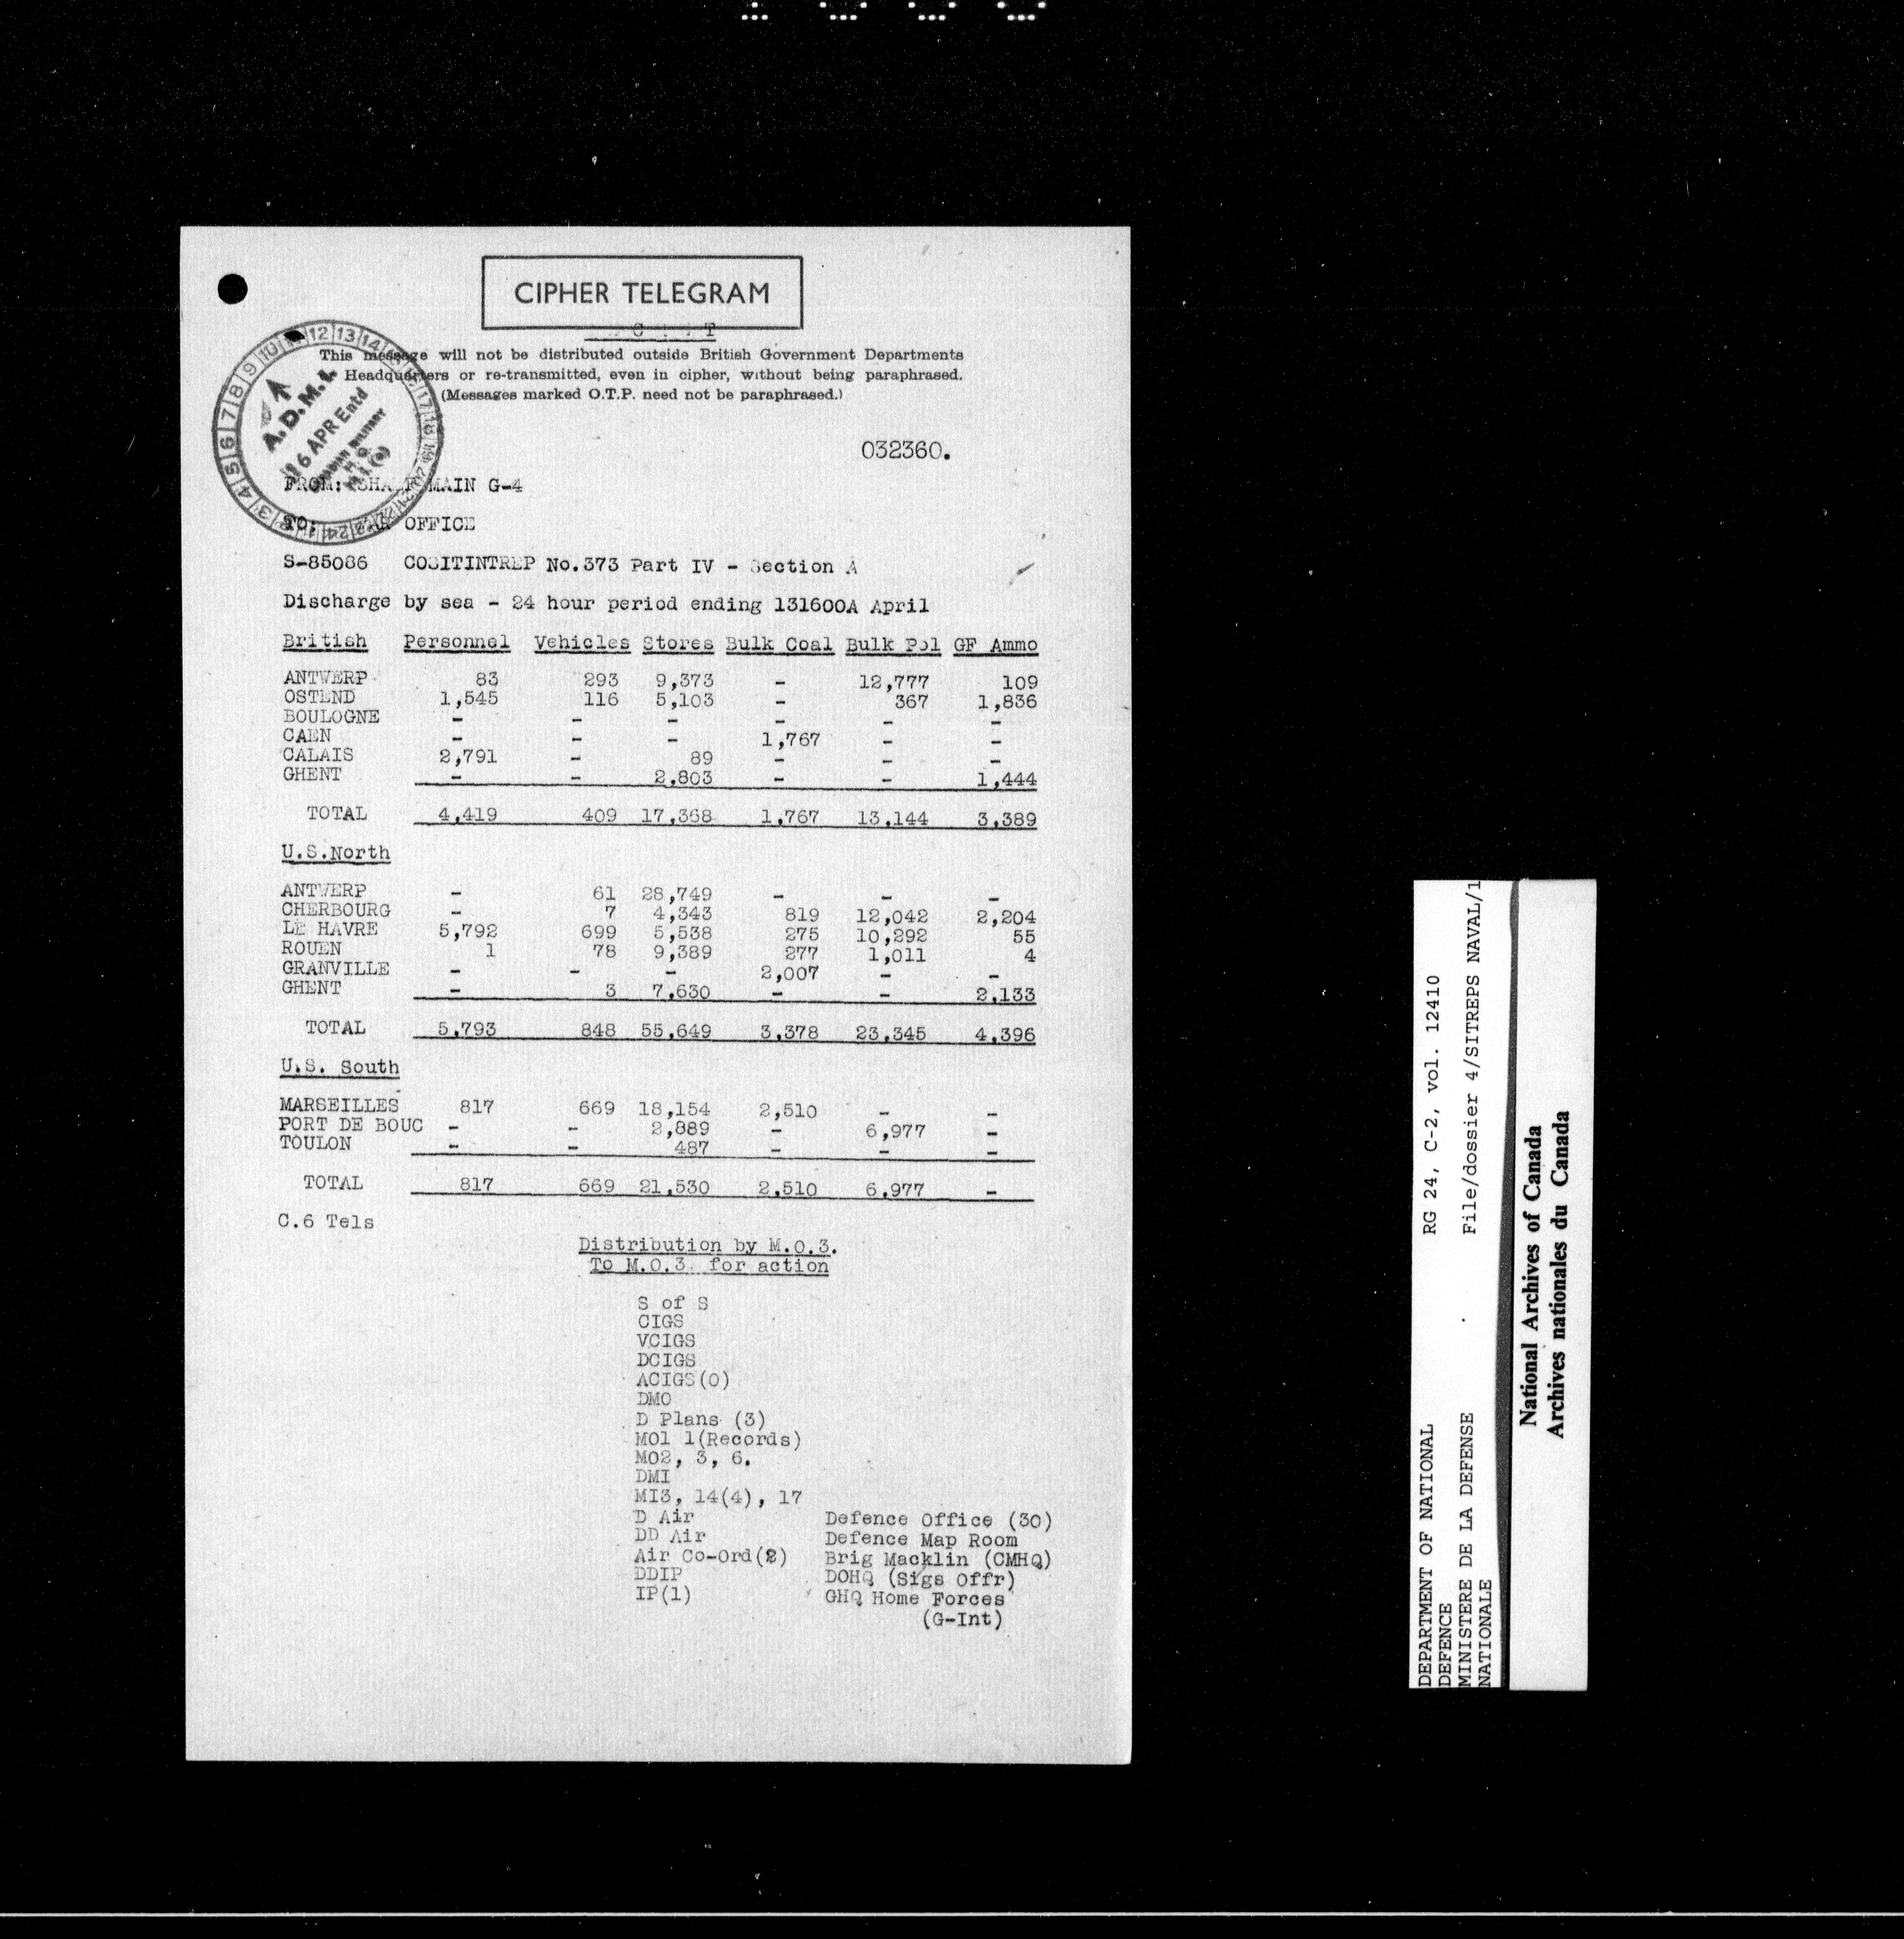 CIPHER TELEGRAM
This message will not be distributed outside British Government Departments
Headquarters or re-transmitted, even in cipher, without being paraphrased.
(Messages marked O.T.P. need not be paraphrased.)
A.D.M.I.
16 APR Entd
032360.
FROM: MAIN G-4
TO: OFFICE
S-85086 COSITINTREP No.373 Part IV - Section A
Discharge by sea - 24 hour period ending 131600A April
British Personnel Vehicles Stores Bulk Coal Bulk Pol GF Ammo
ANTWERP 83 293 9,373 - 12,777 109
OSTEND 1,545 116 5,103 - 367 1,836
BOULOGNE - - - - - -
CAEN - - - 1,767 - -
CALAIS 2,791 - 89 - - -
GHENT - - 2,803 - - 1,444
TOTAL 4,419 409 17,368 1,767 13,144 3,389
U.S.North
ANTWERP - 61 28,749 - - -
CHERBOURG - 7 4,343 819 12,042 2,204
LE HAVRE 5,792 699 5,538 275 10,292 55
ROUEN 1 78 9,389 277 1,011 4
GRANVILLE - - - 2,007 - -
GHENT - 3 7,630 - - 2,133
TOTAL 5,793 848 55,649 3,378 23,345 4,396
U.S. South
MARSEILLES 817 669 18,154 2,510 - -
PORT DE BOUC - - 2,889 - 6,977 -
TOULON - - 487 - - -
TOTAL 817 669 21,530 2,510 6,977 -
C.6 Tels
Distribution by M.O.3.
To M.O.3. for action
S of S
CIGS
VCIGS
DCIGS
ACIGS(O)
DMO
D Plans (3)
MO1 1(Records)
MO2, 3, 6.
DMI
MI3, 14(4), 17
D Air Defence Office (30)
DD Air Defence Map Room
Air Co-Ord(2) Brig Macklin (CMHQ)
DDIP DOHQ (Sigs Offr)
IP(1) GHQ Home Forces
(G-Int)
DEPARTMENT OF NATIONAL RG 24, C-2, vol. 12410
DEFENCE
MINISTERE DE LA DEFENSE File/dossier 4/SITREPS NAVAL/1
NATIONALE
National Archives of Canada
Archives nationales du Canada